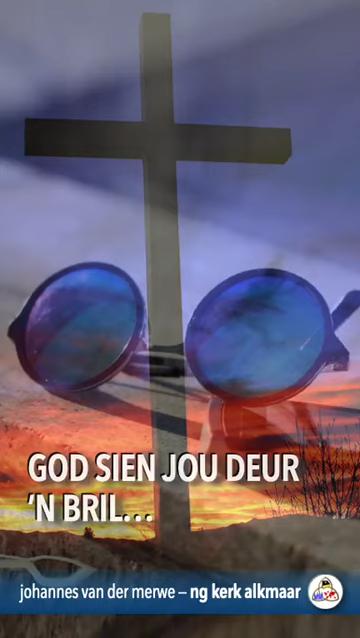 GOD SIEN JOU DEUR
'N BRIL...
johannes van der merwe – ng kerk alkmaar